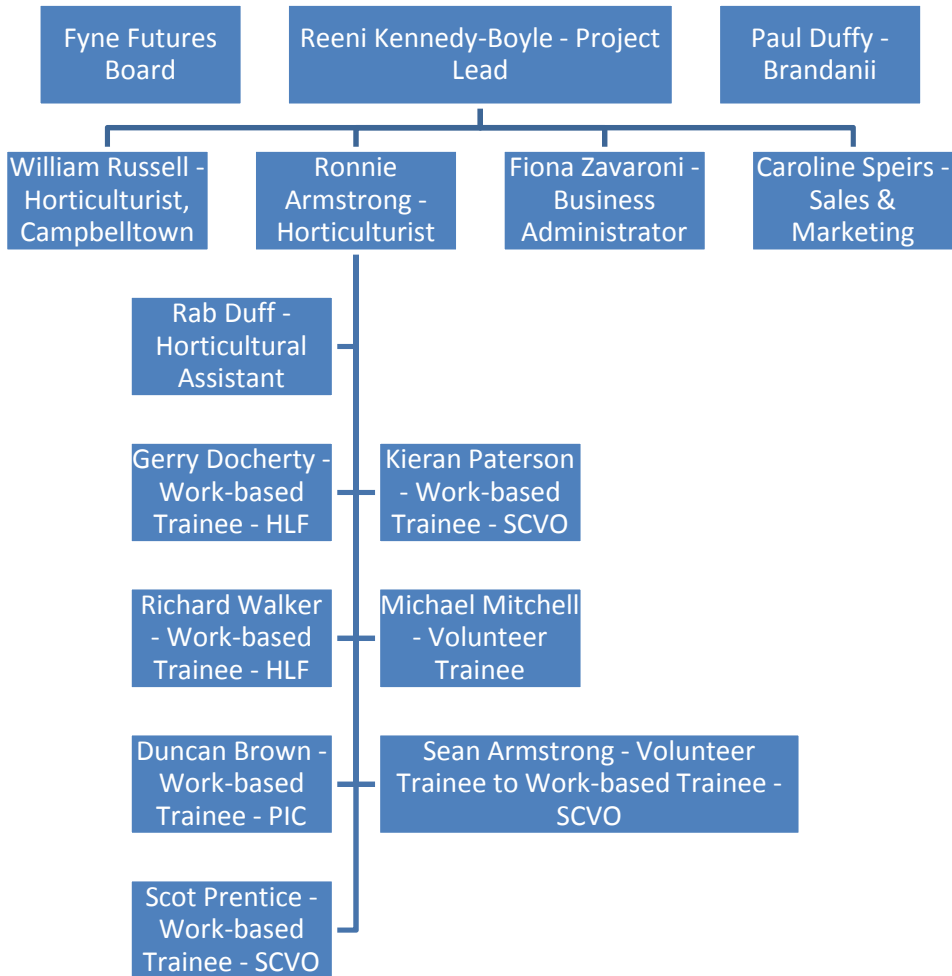 Fyne Futures
Board
Reeni Kennedy-Boyle - Project
Lead
Paul Duffy -
Brandanii
William Russell -
Horticulturist,
Campbelltown
Ronnie
Armstrong -
Horticulturist
Fiona Zavaroni -
Business
Administrator
Caroline Speirs -
Sales &
Marketing
Rab Duff -
Horticultural
Assistant
Gerry Docherty -
Work-based
Trainee - HLF
Kieran Paterson
- Work-based
Trainee - SCVO
Richard Walker
- Work-based
Trainee - HLF
Michael Mitchell
- Volunteer
Trainee
Duncan Brown -
Work-based
Trainee - PIC
Sean Armstrong - Volunteer
Trainee to Work-based Trainee -
SCVO
Scot Prentice -
Work-based
Trainee - SCVO